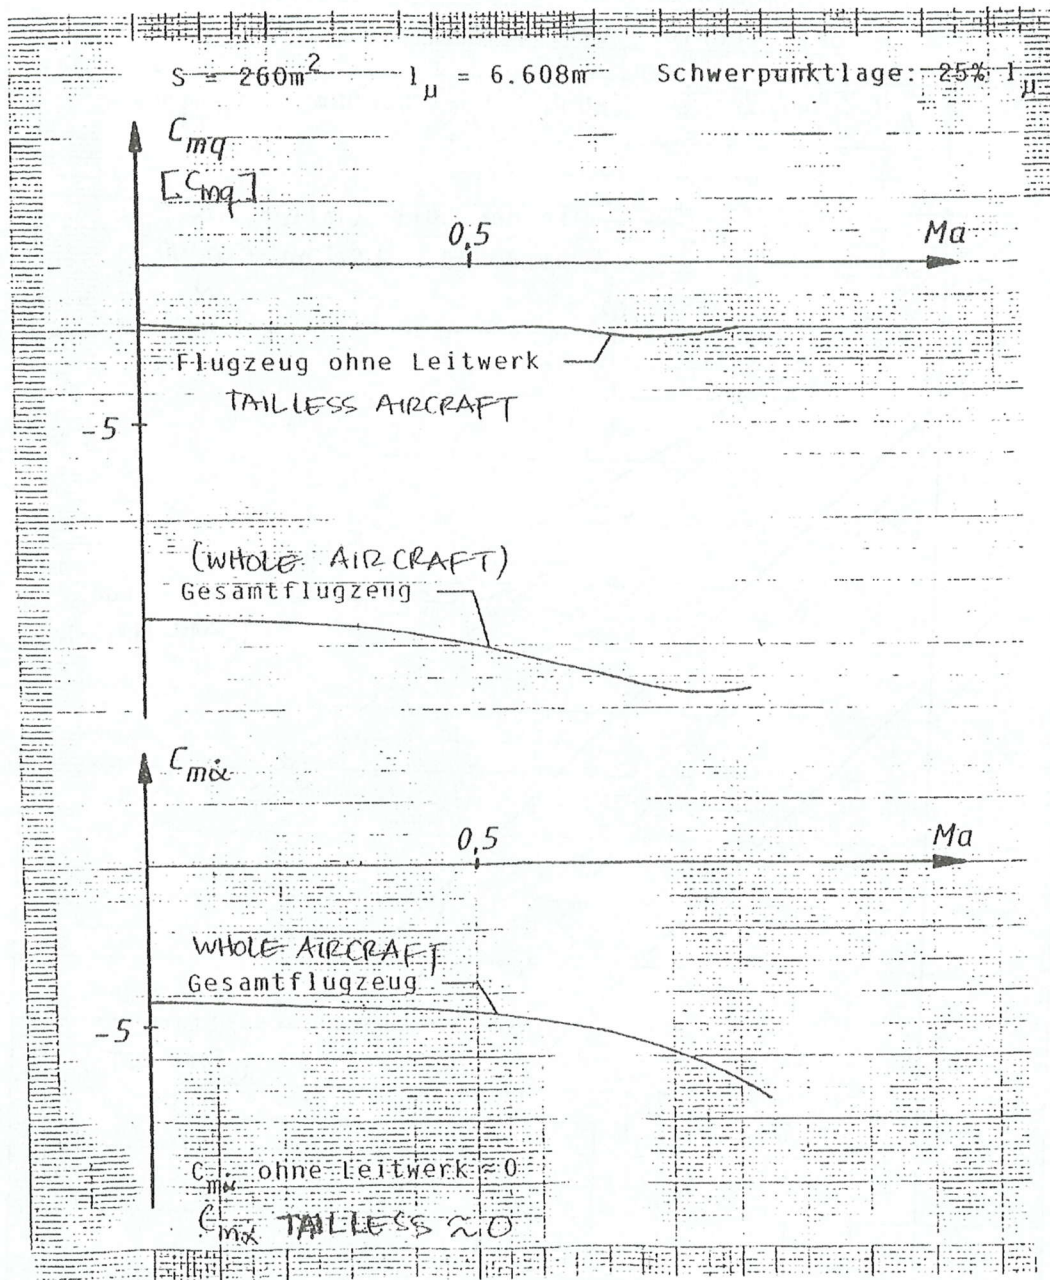 S = 260m² l_μ = 6.608m Schwerpunktlage: 25% l_μ
C_mq
[C_mq]
0,5 Ma
Flugzeug ohne Leitwerk
TAILLESS AIRCRAFT
-5
(WHOLE AIRCRAFT)
Gesamtflugzeug
C_mα̇
0,5 Ma
WHOLE AIRCRAFT
Gesamtflugzeug
-5
C_mα̇ ohne Leitwerk ≈ 0
C_mα̇ TAILLESS ≈ 0